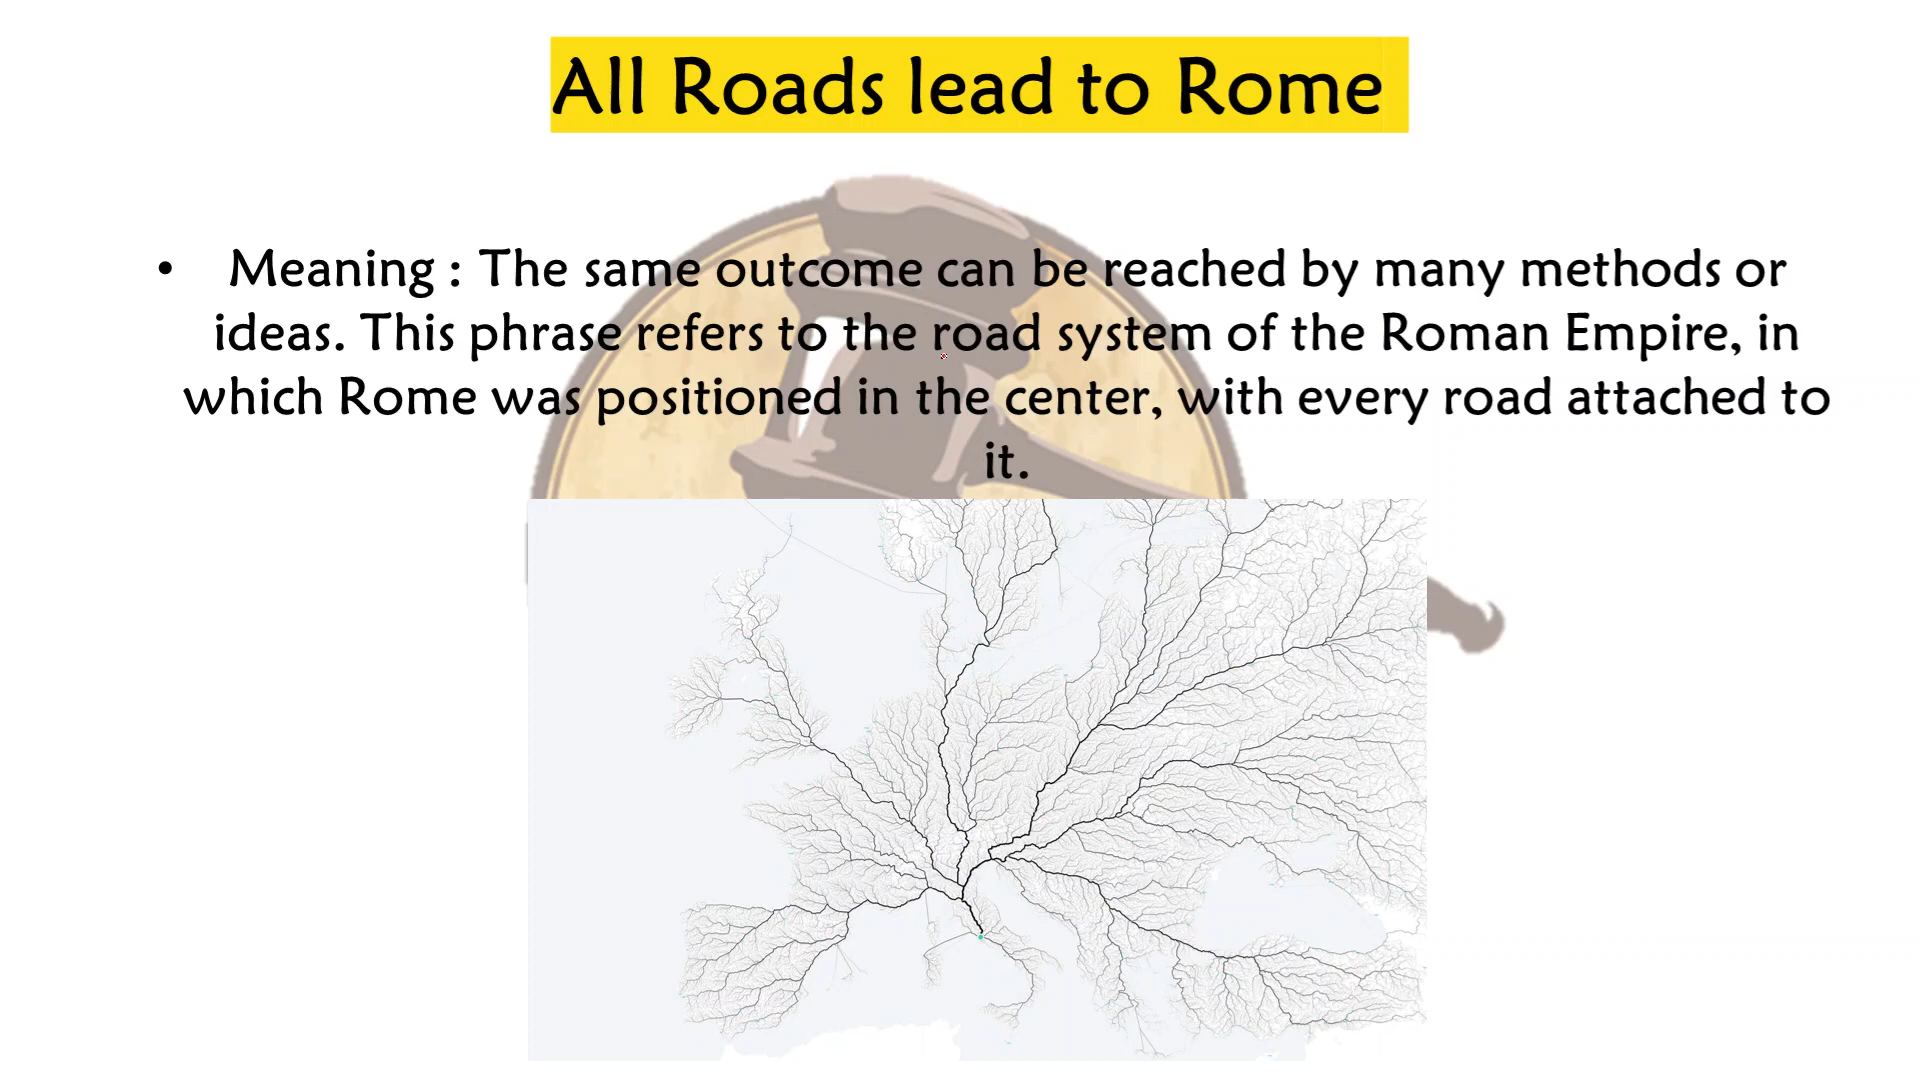 All Roads lead to Rome
• Meaning : The same outcome can be reached by many methods or
ideas. This phrase refers to the road system of the Roman Empire, in
which Rome was positioned in the center, with every road attached to
it.